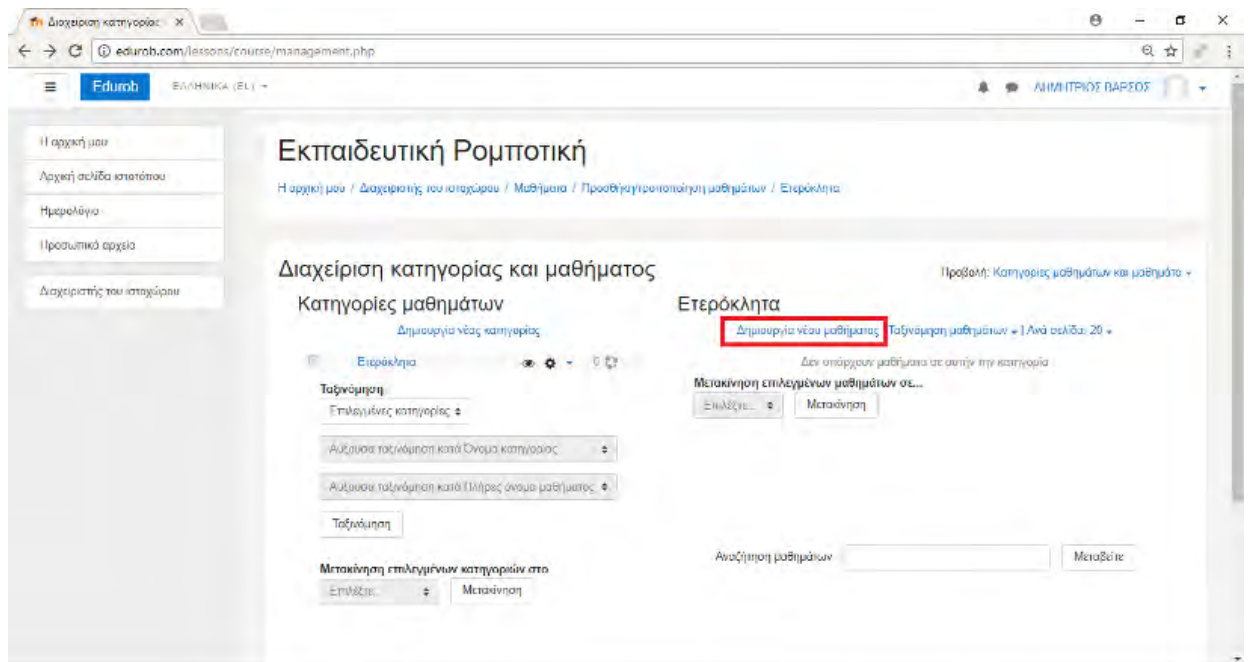 Διαχείριση κατηγορίας
edurob.com/lessons/course/management.php
Edurob ΕΛΛΗΝΙΚΆ (EL)
ΔΗΜΗΤΡΙΟΣ ΒΑΡΣΟΣ
Η αρχική μου
Αρχική σελίδα ιστοτόπου
Ημερολόγιο
Προσωπικά αρχεία
Διαχειριστής του ιστοχώρου
Εκπαιδευτική Ρομποτική
Η αρχική μου / Διαχειριστής του ιστοχώρου / Μαθήματα / Προσθήκη/τροποποίηση μαθημάτων / Ετερόκλητα
Διαχείριση κατηγορίας και μαθήματος
Προβολή: Κατηγορίες μαθημάτων και μαθήματα
Κατηγορίες μαθημάτων
Δημιουργία νέας κατηγορίας
Ετερόκλητα 0
Ταξινόμηση
Επιλεγμένες κατηγορίες
Αύξουσα ταξινόμηση κατά Όνομα κατηγορίας
Αύξουσα ταξινόμηση κατά Πλήρες όνομα μαθήματος
Ταξινόμηση
Μετακίνηση επιλεγμένων κατηγοριών στο
Επιλέξτε... Μετακίνηση
Ετερόκλητα
Δημιουργία νέου μαθήματος Ταξινόμηση μαθημάτων | Ανά σελίδα: 20
Δεν υπάρχουν μαθήματα σε αυτήν την κατηγορία
Μετακίνηση επιλεγμένων μαθημάτων σε...
Επιλέξτε... Μετακίνηση
Αναζήτηση μαθημάτων Μεταβείτε